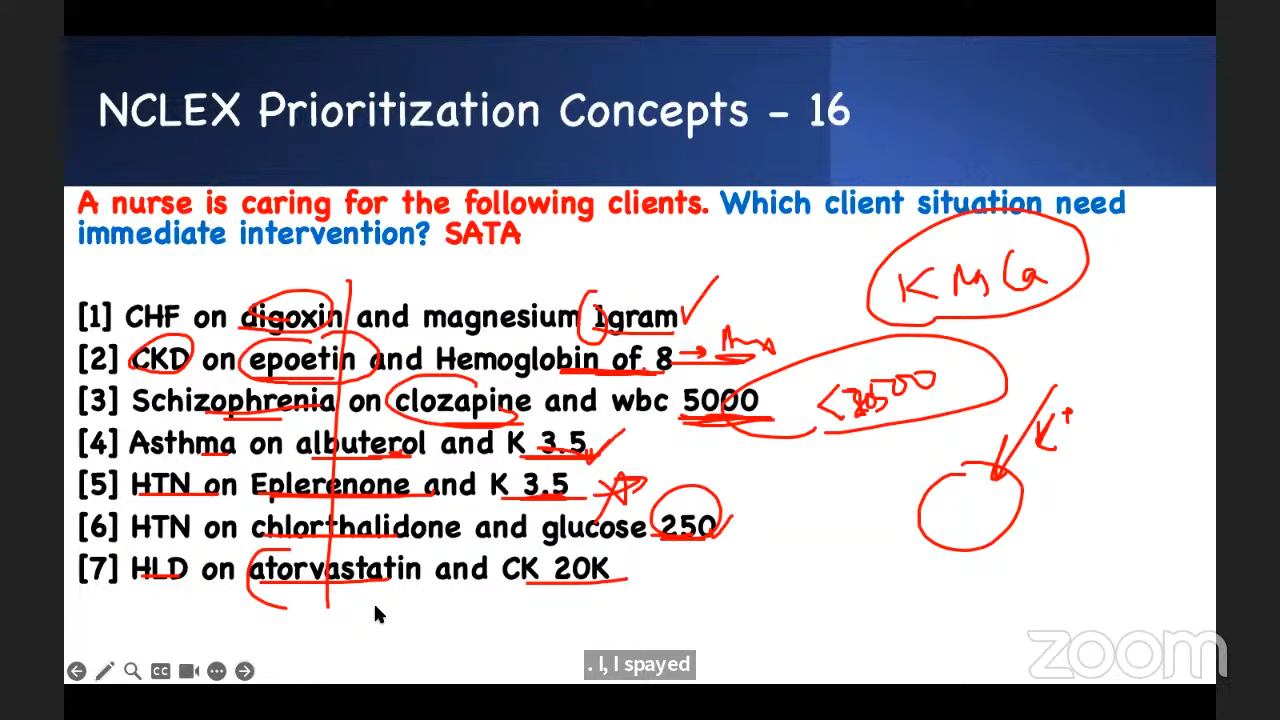 NCLEX Prioritization Concepts – 16
A nurse is caring for the following clients. Which client situation need
immediate intervention? SATA
K Mg Ca
[1] CHF on digoxin and magnesium 1gram
[2] CKD on epoetin and Hemoglobin of 8 →
[3] Schizophrenia on clozapine and wbc 5000
[4] Asthma on albuterol and K 3.5
K+
[5] HTN on Eplerenone and K 3.5
[6] HTN on chlorthalidone and glucose 250
[7] HLD on atorvastatin and CK 20K
CC
. I, I spayed
zoom